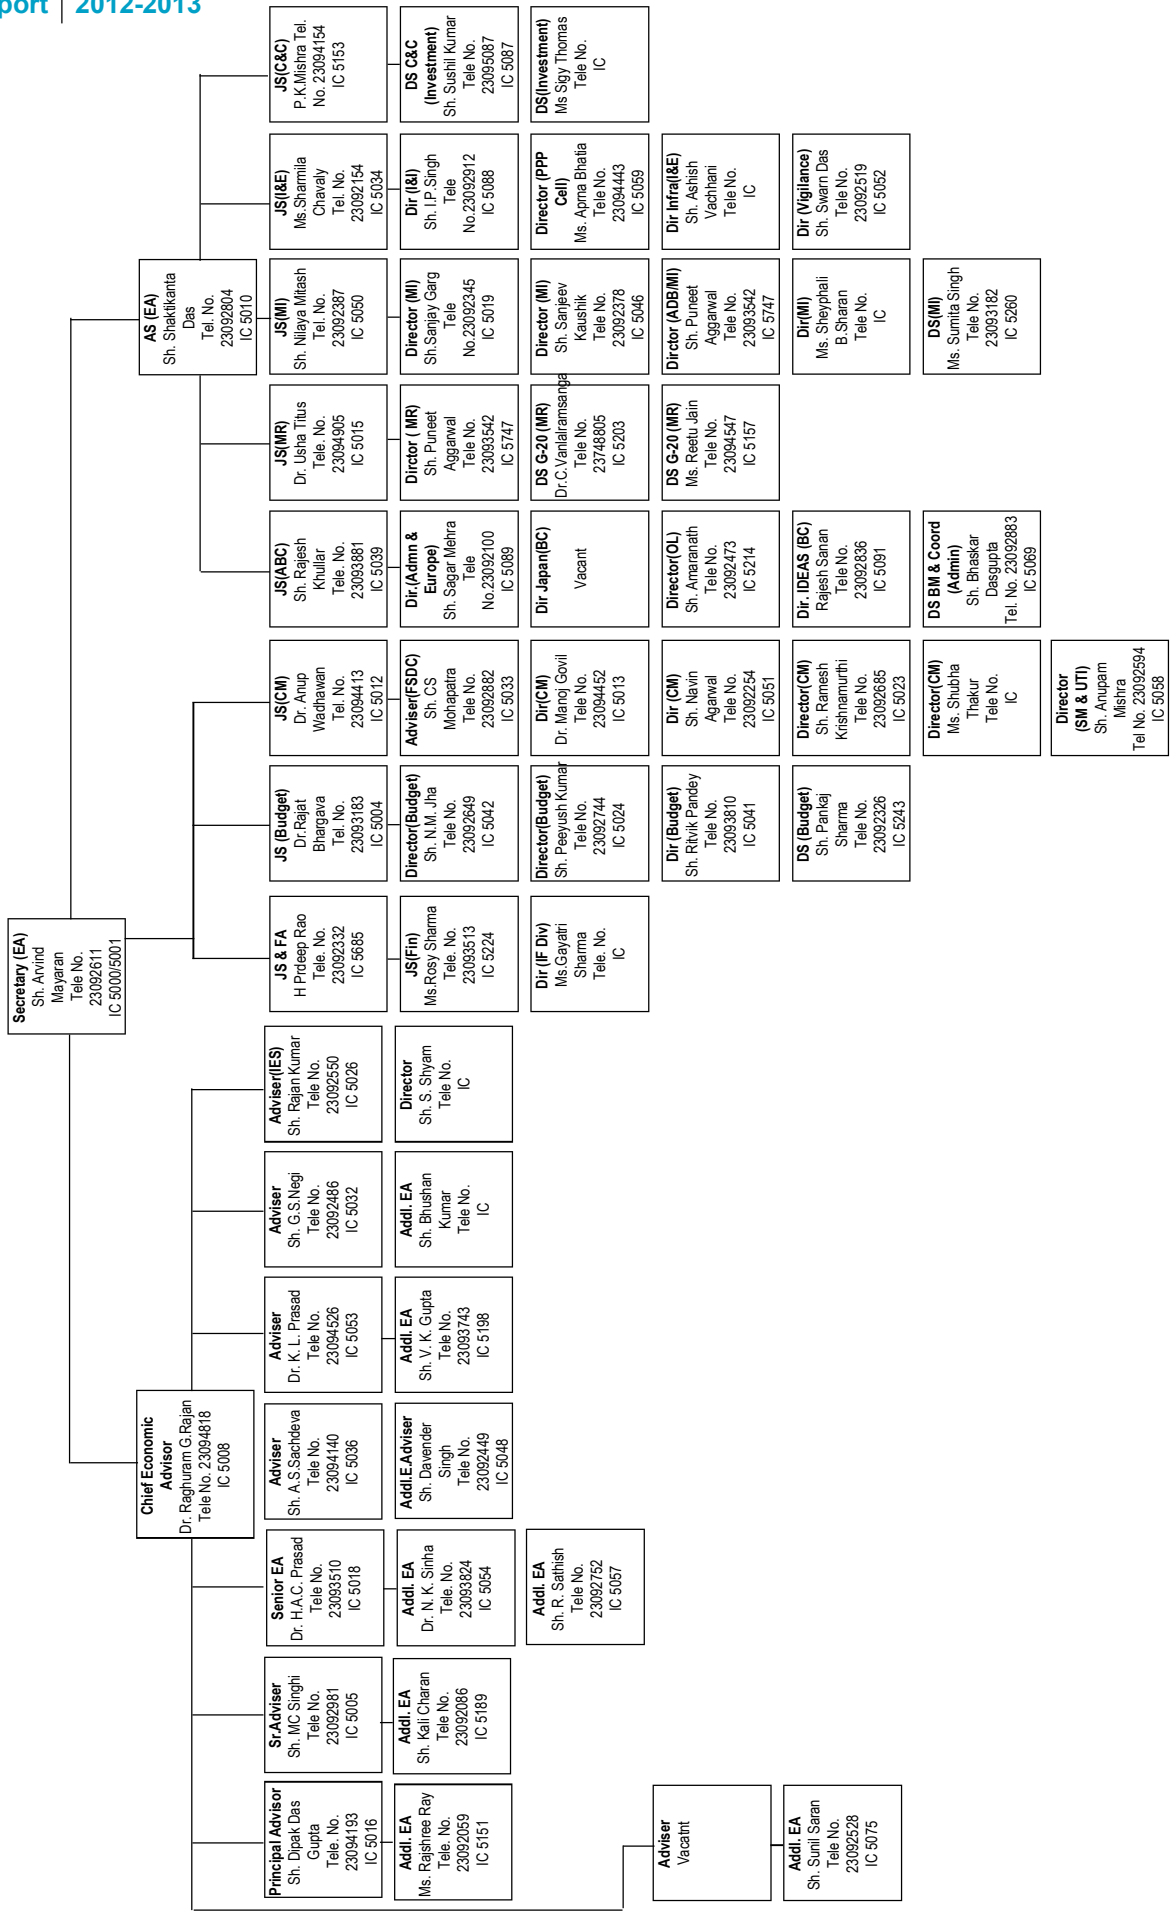 port | 2012-2013
Secretary (EA)
Sh. Arvind
Mayaran
Tele No.
23092611
IC 5000/5001
Chief Economic
Advisor
Dr. Raghuram G.Rajan
Tele No. 23094818
IC 5008
AS (EA)
Sh. Shaktikanta
Das
Tel. No.
23092804
IC 5010
Principal Advisor
Sh. Dipak Das
Gupta
Tele. No.
23094193
IC 5016
Addl. EA
Ms. Rajshree Ray
Tele. No.
23092059
IC 5151
Adviser
Vacatnt
Addl. EA
Sh. Sunil Saran
Tele No.
23092528
IC 5075
Sr.Adviser
Sh. MC Singhi
Tele No.
23092981
IC 5005
Addl. EA
Sh. Kali Charan
Tele No.
23092086
IC 5189
Senior EA
Dr. H.A.C. Prasad
Tele No.
23093510
IC 5018
Addl. EA
Dr. N. K. Sinha
Tele. No.
23093824
IC 5054
Addl. EA
Sh. R. Sathish
Tele No.
23092752
IC 5057
Adviser
Sh. A.S.Sachdeva
Tele No.
23094140
IC 5036
Addl.E.Adviser
Sh. Davender
Singh
Tele No.
23092449
IC 5048
Adviser
Dr. K. L. Prasad
Tele No.
23094526
IC 5053
Addl. EA
Sh. V. K. Gupta
Tele No.
23093743
IC 5198
Adviser
Sh. G.S.Negi
Tele No.
23092486
IC 5032
Addl. EA
Sh. Bhushan
Kumar
Tele No.
IC
Adviser(IES)
Sh. Rajan Kumar
Tele No.
23092550
IC 5026
Director
Sh. S. Shyam
Tele No.
IC
JS & FA
H Prdeep Rao
Tele. No.
23092332
IC 5685
JS(Fin)
Ms.Rosy Sharma
Tele. No.
23093513
IC 5224
Dir (IF Div)
Ms.Gayatri
Sharma
Tele. No.
IC
JS (Budget)
Dr.Rajat
Bhargava
Tel. No.
23093183
IC 5004
Director(Budget)
Sh. N.M. Jha
Tele No.
23092649
IC 5042
Director(Budget)
Sh. Peeyush Kumar
Tele No.
23092744
IC 5024
Dir (Budget)
Sh. Ritvik Pandey
Tele No.
23093810
IC 5041
DS (Budget)
Sh. Pankaj
Sharma
Tele No.
23092326
IC 5243
JS(CM)
Dr. Anup
Wadhawan
Tel. No.
23094413
IC 5012
Adviser(FSDC)
Sh. CS
Mohapatra
Tele No.
23092882
IC 5033
Dir(CM)
Dr. Manoj Govil
Tele No.
23094452
IC 5013
Dir (CM)
Sh. Navin
Agarwal
Tele No.
23092254
IC 5051
Director(CM)
Sh. Ramesh
Krishnamurthi
Tele No.
23092685
IC 5023
Director(CM)
Ms. Shubha
Thakur
Tele No.
IC
Director
(SM & UTI)
Sh. Anupam
Mishra
Tel No. 23092594
IC 5058
JS(ABC)
Sh. Rajesh
Khullar
Tele. No.
23093881
IC 5039
Dir.(Admn &
Europe)
Sh. Sagar Mehra
Tele
No.23092100
IC 5089
Dir Japan(BC)
Vacant
Director(OL)
Sh. Amaranath
Tele No.
23092473
IC 5214
Dir. IDEAS (BC)
Rajesh Sanan
Tele No.
23092836
IC 5091
DS BM & Coord
(Admin)
Sh. Bhaskar
Dasgupta
Tel. No. 23092883
IC 5069
JS(MR)
Dr. Usha Titus
Tele. No.
23094905
IC 5015
Dirctor ( MR)
Sh. Puneet
Aggarwal
Tele No.
23093542
IC 5747
DS G-20 (MR)
Dr.C.Vanlalramsanga
Tele No.
23748805
IC 5203
DS G-20 (MR)
Ms. Reetu Jain
Tele No.
23094547
IC 5157
JS(MI)
Sh. Nilaya Mitash
Tel. No.
23092387
IC 5050
Director (MI)
Sh.Sanjay Garg
Tele
No.23092345
IC 5019
Director (MI)
Sh. Sanjeev
Kaushik
Tele No.
23092378
IC 5046
Dirctor (ADB/MI)
Sh. Puneet
Aggarwal
Tele No.
23093542
IC 5747
Dir(MI)
Ms. Sheyphali
B.Sharan
Tele No.
IC
DS(MI)
Ms. Sumita Singh
Tele No.
23093182
IC 5260
JS(I&E)
Ms.Sharmila
Chavaly
Tel. No.
23092154
IC 5034
Dir (I&I)
Sh. I.P.Singh
Tele
No.23092912
IC 5088
Director (PPP
Cell)
Ms. Aprna Bhatia
Tele No.
23094443
IC 5059
Dir Infra(I&E)
Sh. Ashish
Vachhani
Tele No.
IC
Dir (Vigilance)
Sh. Swarn Das
Tele No.
23092519
IC 5052
JS(C&C)
P.K.Mishra Tel.
No. 23094154
IC 5153
DS C&C
(Investment)
Sh. Sushil Kumar
Tele No.
23095087
IC 5087
DS(Investment)
Ms Sigy Thomas
Tele No.
IC